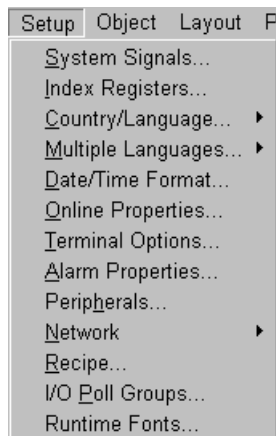 Setup Object Layout
System Signals...
Index Registers...
Country/Language...
Multiple Languages...
Date/Time Format...
Online Properties...
Terminal Options...
Alarm Properties...
Peripherals...
Network
Recipe...
I/O Poll Groups...
Runtime Fonts...